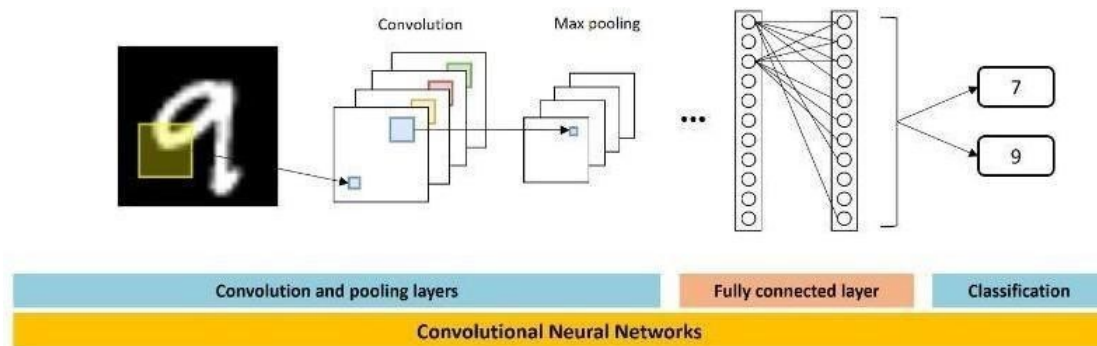 Convolution
Max pooling
...
7
9
Convolution and pooling layers
Fully connected layer
Classification
Convolutional Neural Networks